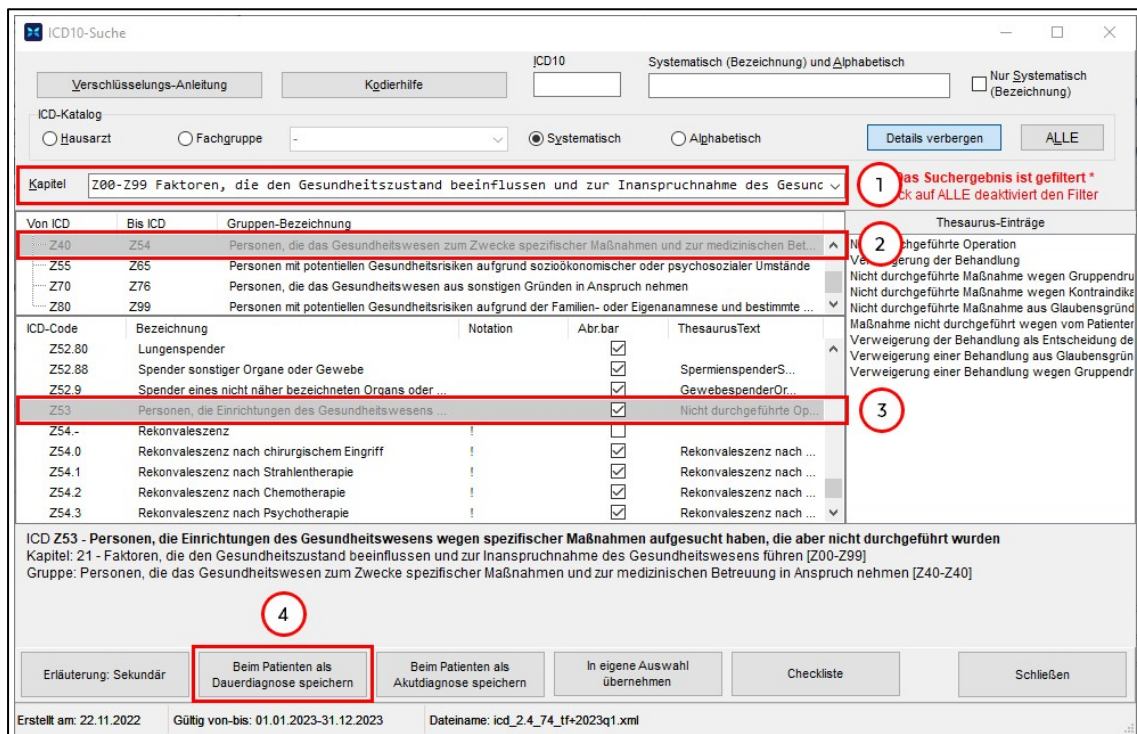 ICD10-Suche
ICD10 Systematisch (Bezeichnung) und Alphabetisch
Verschlüsselungs-Anleitung Kodierhilfe Nur Systematisch (Bezeichnung)
ICD-Katalog
Hausarzt Fachgruppe - Systematisch Alphabetisch Details verbergen ALLE
Kapitel Z00-Z99 Faktoren, die den Gesundheitszustand beeinflussen und zur Inanspruchnahme des Gesund 1 Das Suchergebnis ist gefiltert *
auf ALLE deaktiviert den Filter
Von ICD Bis ICD Gruppen-Bezeichnung Thesaurus-Einträge
Z40 Z54 Personen, die das Gesundheitswesen zum Zwecke spezifischer Maßnahmen und zur medizinischen Bet... 2
Z55 Z65 Personen mit potentiellen Gesundheitsrisiken aufgrund sozioökonomischer oder psychosozialer Umstände
Z70 Z76 Personen, die das Gesundheitswesen aus sonstigen Gründen in Anspruch nehmen
Z80 Z99 Personen mit potentiellen Gesundheitsrisiken aufgrund der Familien- oder Eigenanamnese und bestimmte ...
Operation
der Behandlung
Nicht durchgeführte Maßnahme wegen Gruppendru
Nicht durchgeführte Maßnahme wegen Kontraindika
Nicht durchgeführte Maßnahme aus Glaubensgründ
Maßnahme nicht durchgeführt wegen vom Patienten
Verweigerung der Behandlung als Entscheidung de
Verweigerung einer Behandlung aus Glaubensgrün
Verweigerung einer Behandlung wegen Gruppendr
ICD-Code Bezeichnung Notation Abr.bar ThesaurusText
Z52.80 Lungenspender
Z52.88 Spender sonstiger Organe oder Gewebe SpermienspenderS...
Z52.9 Spender eines nicht näher bezeichneten Organs oder ... GewebespenderOr...
Z53 Personen, die Einrichtungen des Gesundheitswesens ... Nicht durchgeführte Op... 3
Z54.- Rekonvaleszenz !
Z54.0 Rekonvaleszenz nach chirurgischem Eingriff ! Rekonvaleszenz nach ...
Z54.1 Rekonvaleszenz nach Strahlentherapie ! Rekonvaleszenz nach ...
Z54.2 Rekonvaleszenz nach Chemotherapie ! Rekonvaleszenz nach ...
Z54.3 Rekonvaleszenz nach Psychotherapie ! Rekonvaleszenz nach ...
ICD Z53 - Personen, die Einrichtungen des Gesundheitswesens wegen spezifischer Maßnahmen aufgesucht haben, die aber nicht durchgeführt wurden
Kapitel: 21 - Faktoren, die den Gesundheitszustand beeinflussen und zur Inanspruchnahme des Gesundheitswesens führen [Z00-Z99]
Gruppe: Personen, die das Gesundheitswesen zum Zwecke spezifischer Maßnahmen und zur medizinischen Betreuung in Anspruch nehmen [Z40-Z40]
4
Erläuterung: Sekundär Beim Patienten als Dauerdiagnose speichern Beim Patienten als Akutdiagnose speichern In eigene Auswahl übernehmen Checkliste Schließen
Erstellt am: 22.11.2022 Gültig von-bis: 01.01.2023-31.12.2023 Dateiname: icd_2.4_74_tf+2023q1.xml